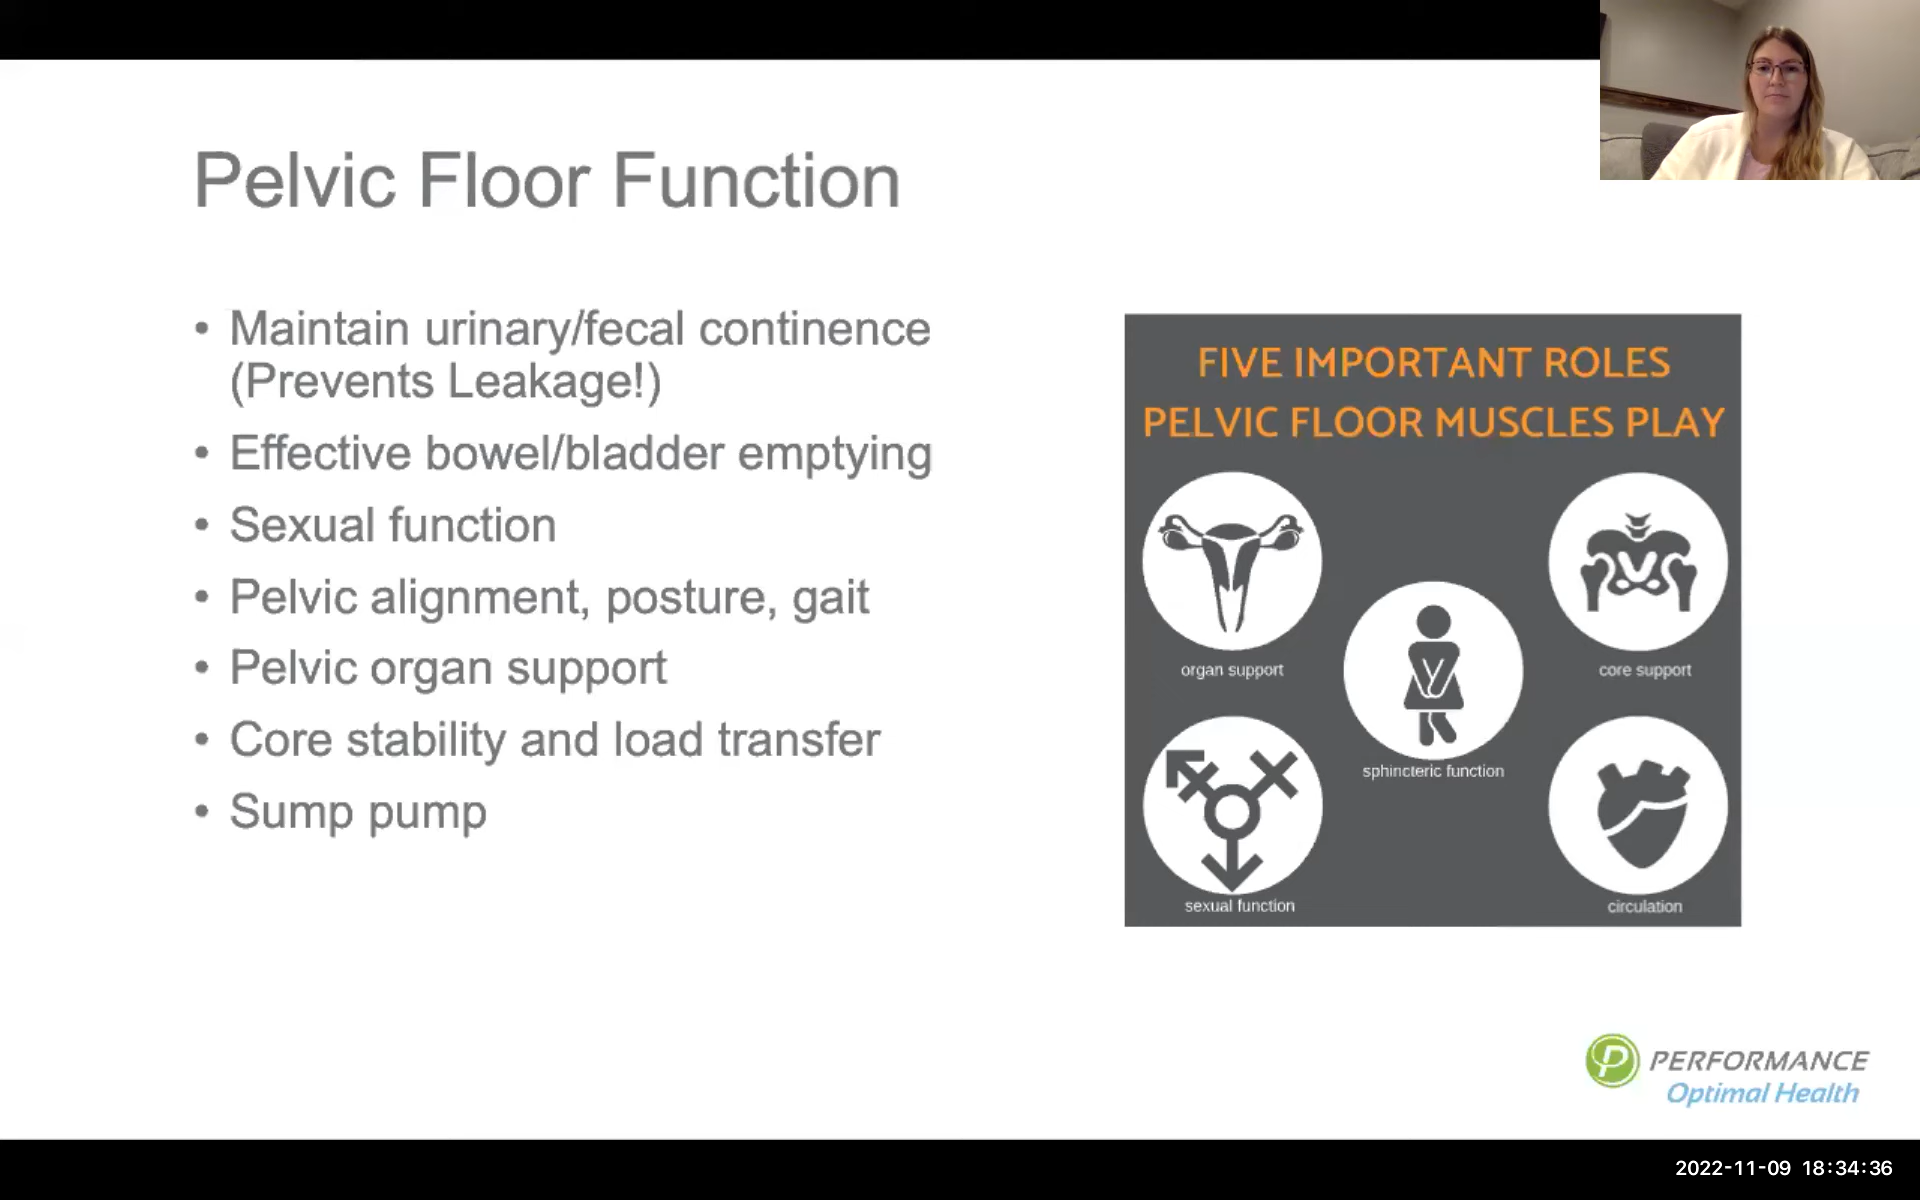 Pelvic Floor Function
• Maintain urinary/fecal continence
(Prevents Leakage!)
• Effective bowel/bladder emptying
• Sexual function
• Pelvic alignment, posture, gait
• Pelvic organ support
• Core stability and load transfer
• Sump pump
FIVE IMPORTANT ROLES
PELVIC FLOOR MUSCLES PLAY
organ support
core support
sphincteric function
sexual function
circulation
P PERFORMANCE
Optimal Health
2022-11-09 18:34:36